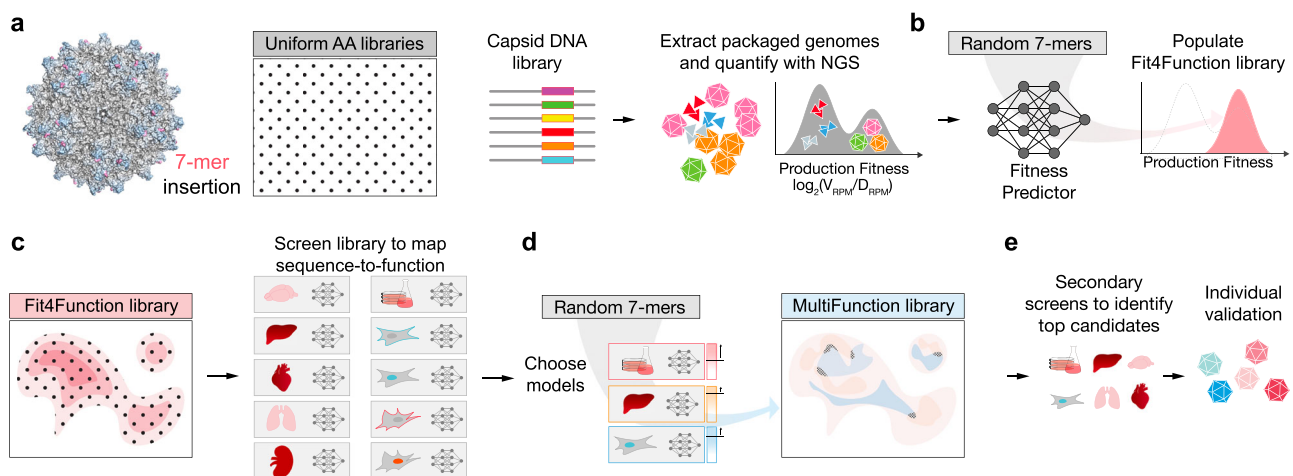 a
7-mer
insertion
Uniform AA libraries
Capsid DNA
library
Extract packaged genomes
and quantify with NGS
Production Fitness
log2(VRPM/DRPM)
b
Random 7-mers
Fitness
Predictor
Populate
Fit4Function library
Production Fitness
c
Fit4Function library
Screen library to map
sequence-to-function
d
Random 7-mers
Choose
models
t
t
t
MultiFunction library
e
Secondary
screens to identify
top candidates
Individual
validation